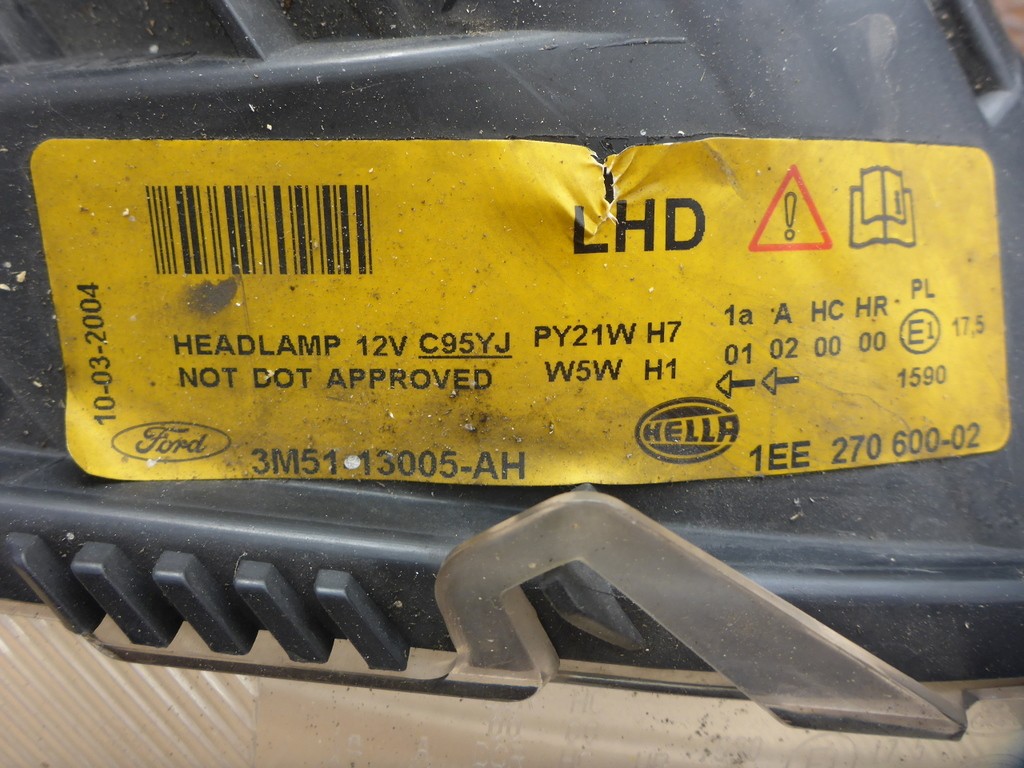 LHD
10-03-2004
HEADLAMP 12V C95YJ PY21W H7
NOT DOT APPROVED W5W H1
1a A HC HR PL
01 02 00 00 E1 17,5
1590
Ford
3M51-13005-AH
HELLA
1EE 270 600-02